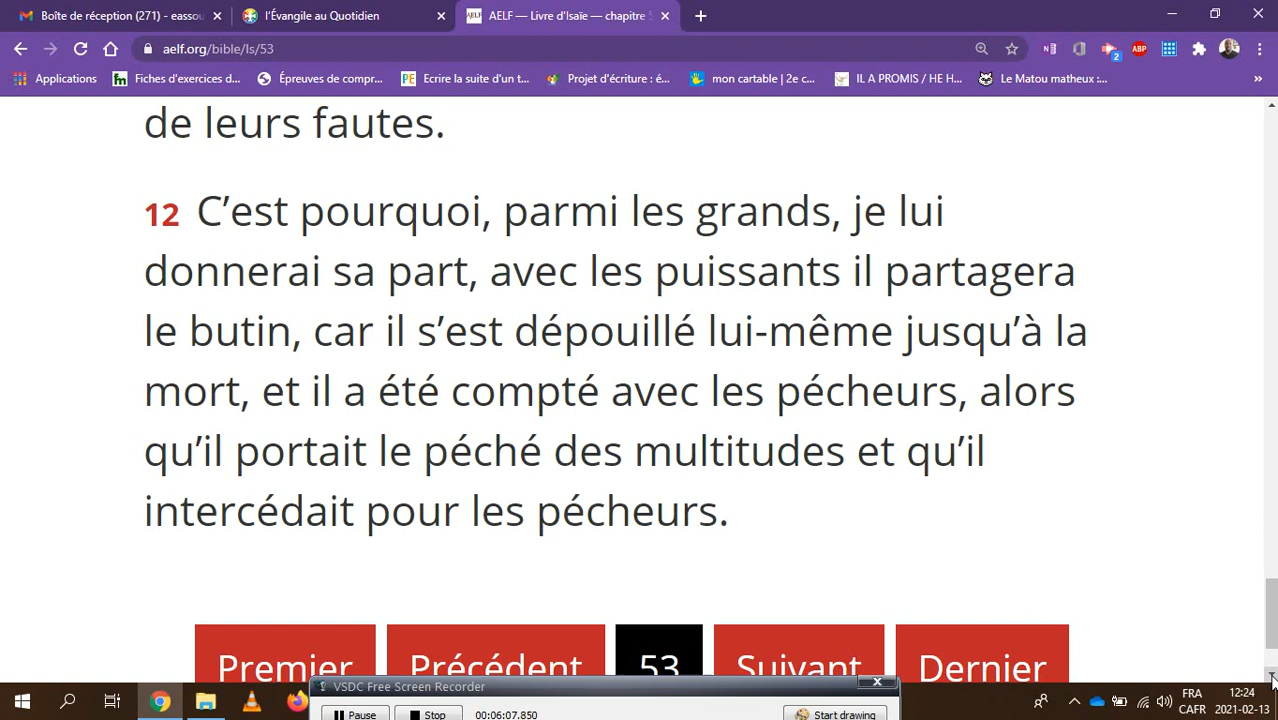 Boîte de réception (271) - eassou
l'Évangile au Quotidien
AELF — Livre d'Isaïe — chapitre 5
aelf.org/bible/Is/53
ABP
2
Applications
Fiches d'exercices d...
Épreuves de compr...
PE Ecrire la suite d'un t...
Projet d'écriture : é...
mon cartable | 2e c...
IL A PROMIS / HE H...
Le Matou matheux :...
de leurs fautes.
12 C’est pourquoi, parmi les grands, je lui
donnerai sa part, avec les puissants il partagera
le butin, car il s’est dépouillé lui-même jusqu’à la
mort, et il a été compté avec les pécheurs, alors
qu’il portait le péché des multitudes et qu’il
intercédait pour les pécheurs.
Premier
Précédent
53
Suivant
Dernier
VSDC Free Screen Recorder
Pause
Stop
00:06:07.850
Start drawing
FRA
CAFR
12:24
2021-02-13